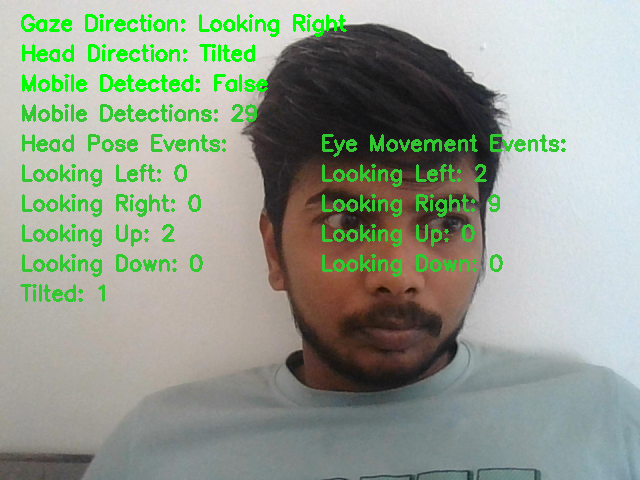 Gaze Direction: Looking Right
Head Direction: Tilted
Mobile Detected: False
Mobile Detections: 29
Head Pose Events:
Looking Left: 0
Looking Right: 0
Looking Up: 2
Looking Down: 0
Tilted: 1
Eye Movement Events:
Looking Left: 2
Looking Right: 9
Looking Up: 0
Looking Down: 0